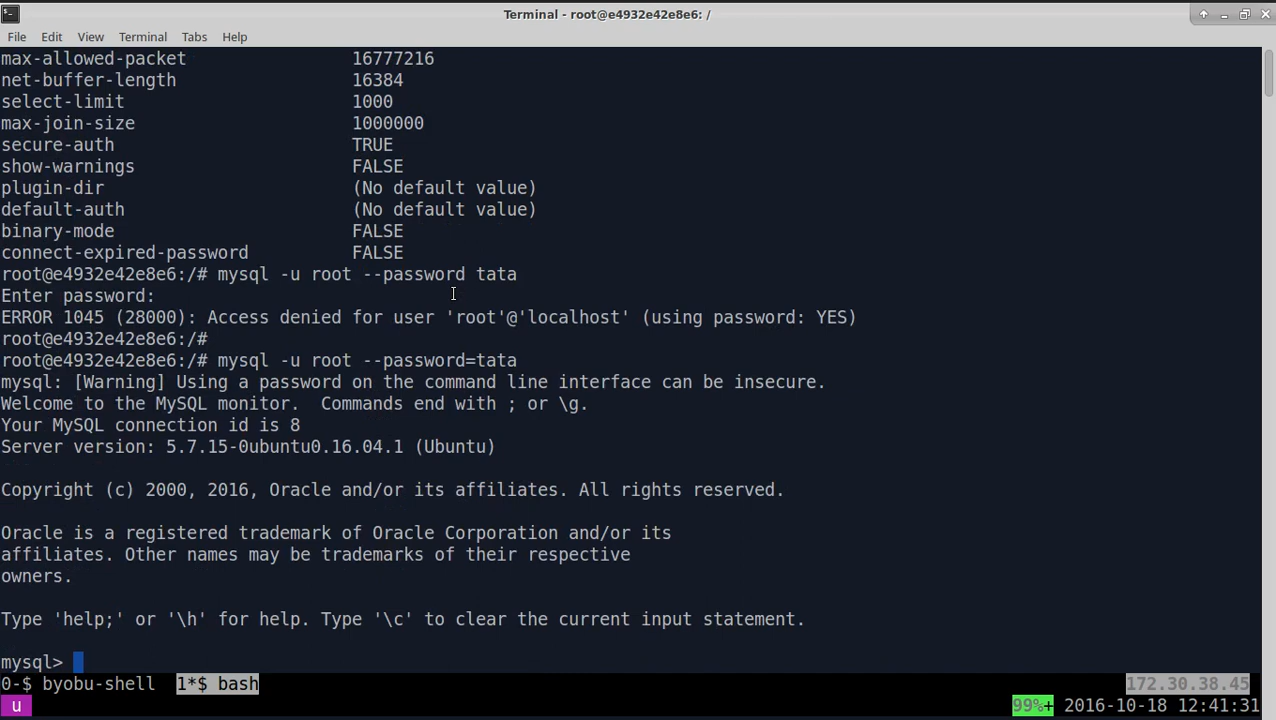 Terminal - root@e4932e42e8e6: /
File Edit View Terminal Tabs Help
max-allowed-packet 16777216
net-buffer-length 16384
select-limit 1000
max-join-size 1000000
secure-auth TRUE
show-warnings FALSE
plugin-dir (No default value)
default-auth (No default value)
binary-mode FALSE
connect-expired-password FALSE
root@e4932e42e8e6:/# mysql -u root --password tata
Enter password:
ERROR 1045 (28000): Access denied for user 'root'@'localhost' (using password: YES)
root@e4932e42e8e6:/#
root@e4932e42e8e6:/# mysql -u root --password=tata
mysql: [Warning] Using a password on the command line interface can be insecure.
Welcome to the MySQL monitor.  Commands end with ; or \g.
Your MySQL connection id is 8
Server version: 5.7.15-0ubuntu0.16.04.1 (Ubuntu)
Copyright (c) 2000, 2016, Oracle and/or its affiliates. All rights reserved.
Oracle is a registered trademark of Oracle Corporation and/or its
affiliates. Other names may be trademarks of their respective
owners.
Type 'help;' or '\h' for help. Type '\c' to clear the current input statement.
mysql>
0-$ byobu-shell 1*$ bash 172.30.38.45
u 99%+ 2016-10-18 12:41:31